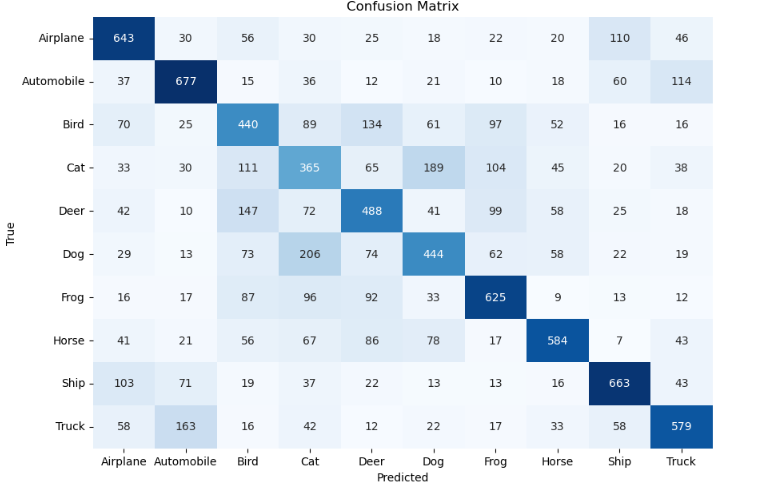 Confusion Matrix
Airplane 643 30 56 30 25 18 22 20 110 46
Automobile 37 677 15 36 12 21 10 18 60 114
Bird 70 25 440 89 134 61 97 52 16 16
Cat 33 30 111 365 65 189 104 45 20 38
Deer 42 10 147 72 488 41 99 58 25 18
Dog 29 13 73 206 74 444 62 58 22 19
Frog 16 17 87 96 92 33 625 9 13 12
Horse 41 21 56 67 86 78 17 584 7 43
Ship 103 71 19 37 22 13 13 16 663 43
Truck 58 163 16 42 12 22 17 33 58 579
Airplane Automobile Bird Cat Deer Dog Frog Horse Ship Truck
Predicted
True